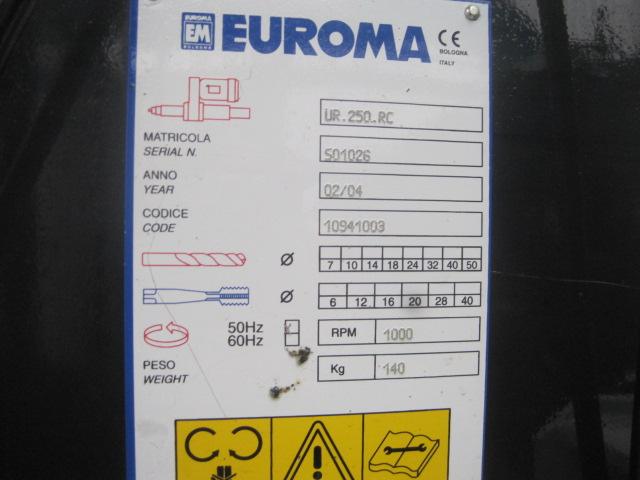 EUROMA
EM
BOLOGNA
EUROMA
CE
BOLOGNA
ITALY
UR.250.RC
MATRICOLA
SERIAL N.
501026
ANNO
YEAR
02/04
CODICE
CODE
10941003
Ø
7 10 14 18 24 32 40 50
Ø
6 12 16 20 28 40
50Hz
60Hz
RPM 1000
PESO
WEIGHT
Kg 140